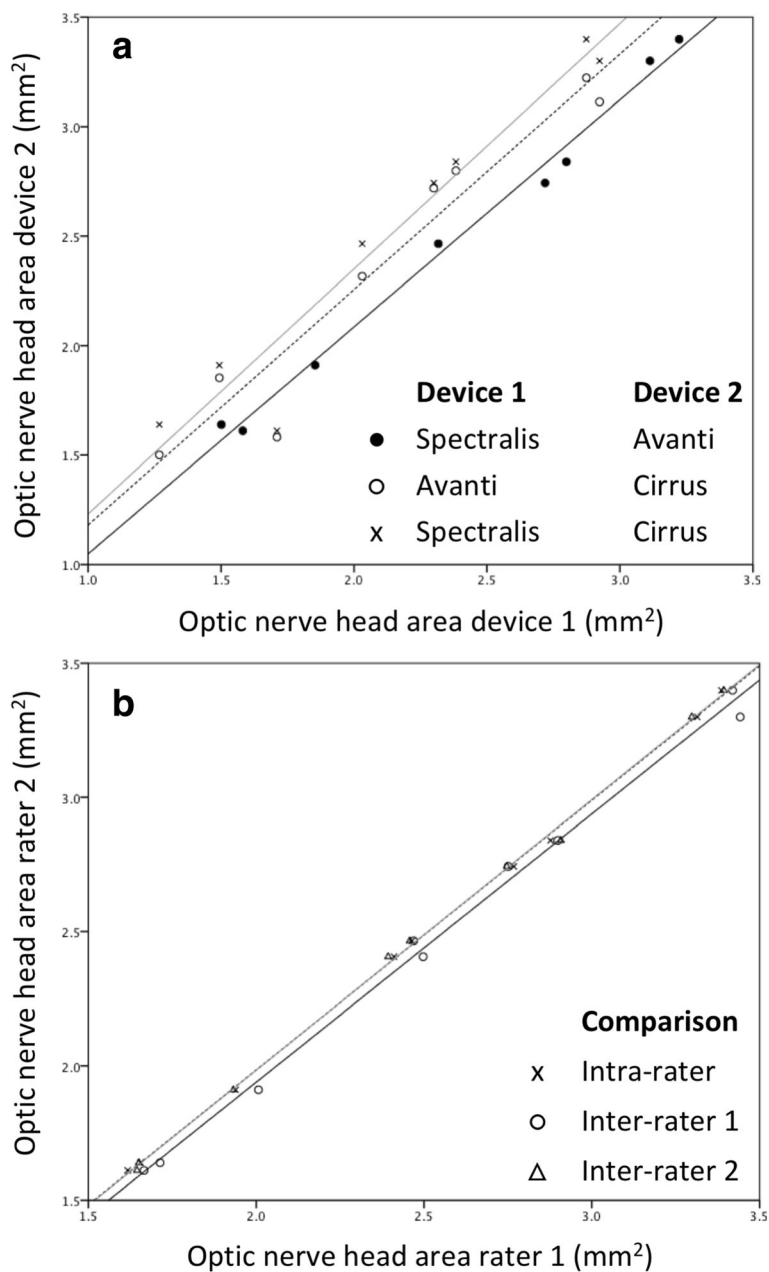 a
Optic nerve head area device 2 (mm²)
3.5
3.0
2.5
2.0
1.5
1.0
Device 1 Device 2
● Spectralis Avanti
○ Avanti Cirrus
x Spectralis Cirrus
1.0 1.5 2.0 2.5 3.0 3.5
Optic nerve head area device 1 (mm²)
b
Optic nerve head area rater 2 (mm²)
3.5
3.0
2.5
2.0
1.5
Comparison
x Intra-rater
○ Inter-rater 1
△ Inter-rater 2
1.5 2.0 2.5 3.0 3.5
Optic nerve head area rater 1 (mm²)